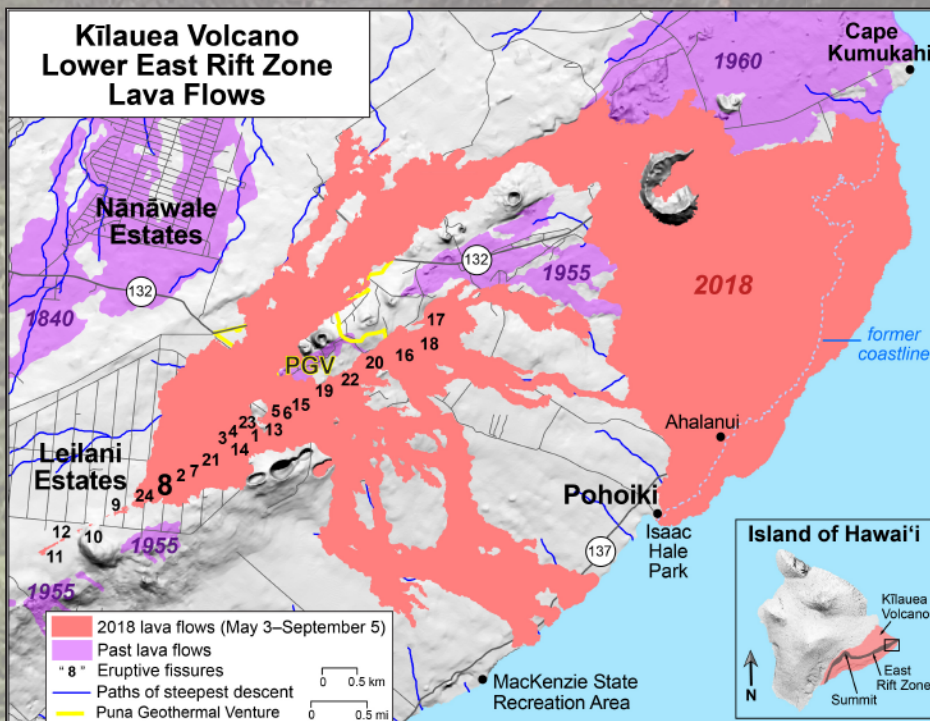 Kīlauea Volcano
Lower East Rift Zone
Lava Flows
1960
Cape
Kumukahi
Nānāwale
Estates
132
1840
132
1955
2018
former
coastline
PGV
17
18
16
20
22
19
15
6
5
13
23
1
4
3
14
21
7
2
8
24
9
Leilani
Estates
12
10
11
1955
1955
Ahalanui
Pohoiki
Isaac
Hale
Park
137
MacKenzie State
Recreation Area
2018 lava flows (May 3–September 5)
Past lava flows
"8" Eruptive fissures
Paths of steepest descent
Puna Geothermal Venture
0 0.5 km
0 0.5 mi
Island of Hawaiʻi
Kīlauea
Volcano
East
Rift Zone
Summit
N